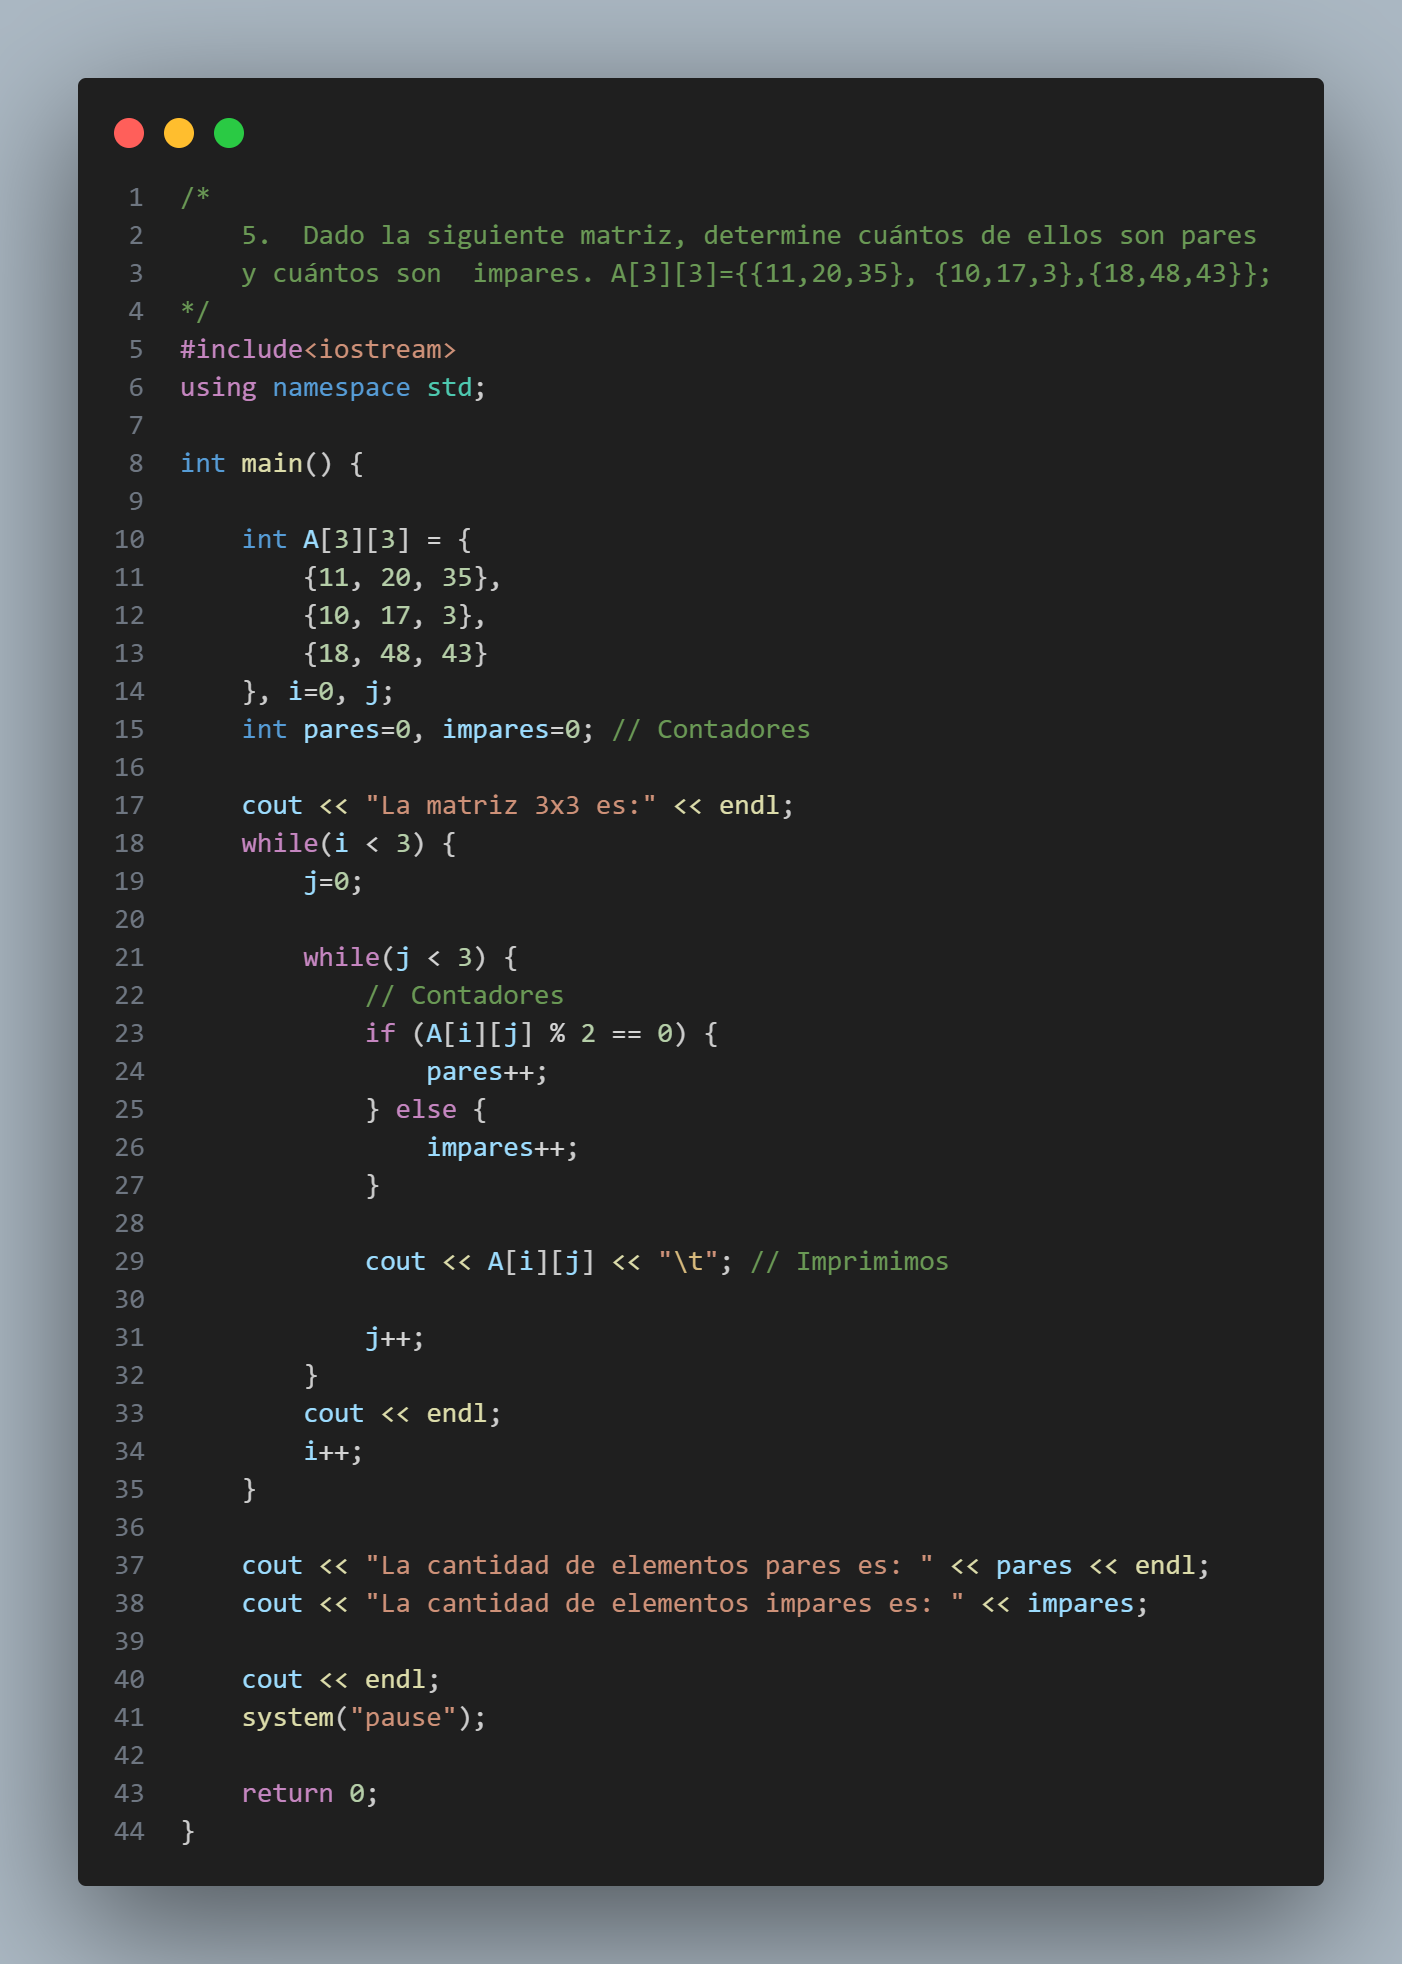 1 /*
2     5.  Dado la siguiente matriz, determine cuántos de ellos son pares
3     y cuántos son  impares. A[3][3]={{11,20,35}, {10,17,3},{18,48,43}};
4 */
5 #include<iostream>
6 using namespace std;
7
8 int main() {
9
10     int A[3][3] = {
11         {11, 20, 35},
12         {10, 17, 3},
13         {18, 48, 43}
14     }, i=0, j;
15     int pares=0, impares=0; // Contadores
16
17     cout << "La matriz 3x3 es:" << endl;
18     while(i < 3) {
19         j=0;
20
21         while(j < 3) {
22             // Contadores
23             if (A[i][j] % 2 == 0) {
24                 pares++;
25             } else {
26                 impares++;
27             }
28
29             cout << A[i][j] << "\t"; // Imprimimos
30
31             j++;
32         }
33         cout << endl;
34         i++;
35     }
36
37     cout << "La cantidad de elementos pares es: " << pares << endl;
38     cout << "La cantidad de elementos impares es: " << impares;
39
40     cout << endl;
41     system("pause");
42
43     return 0;
44 }